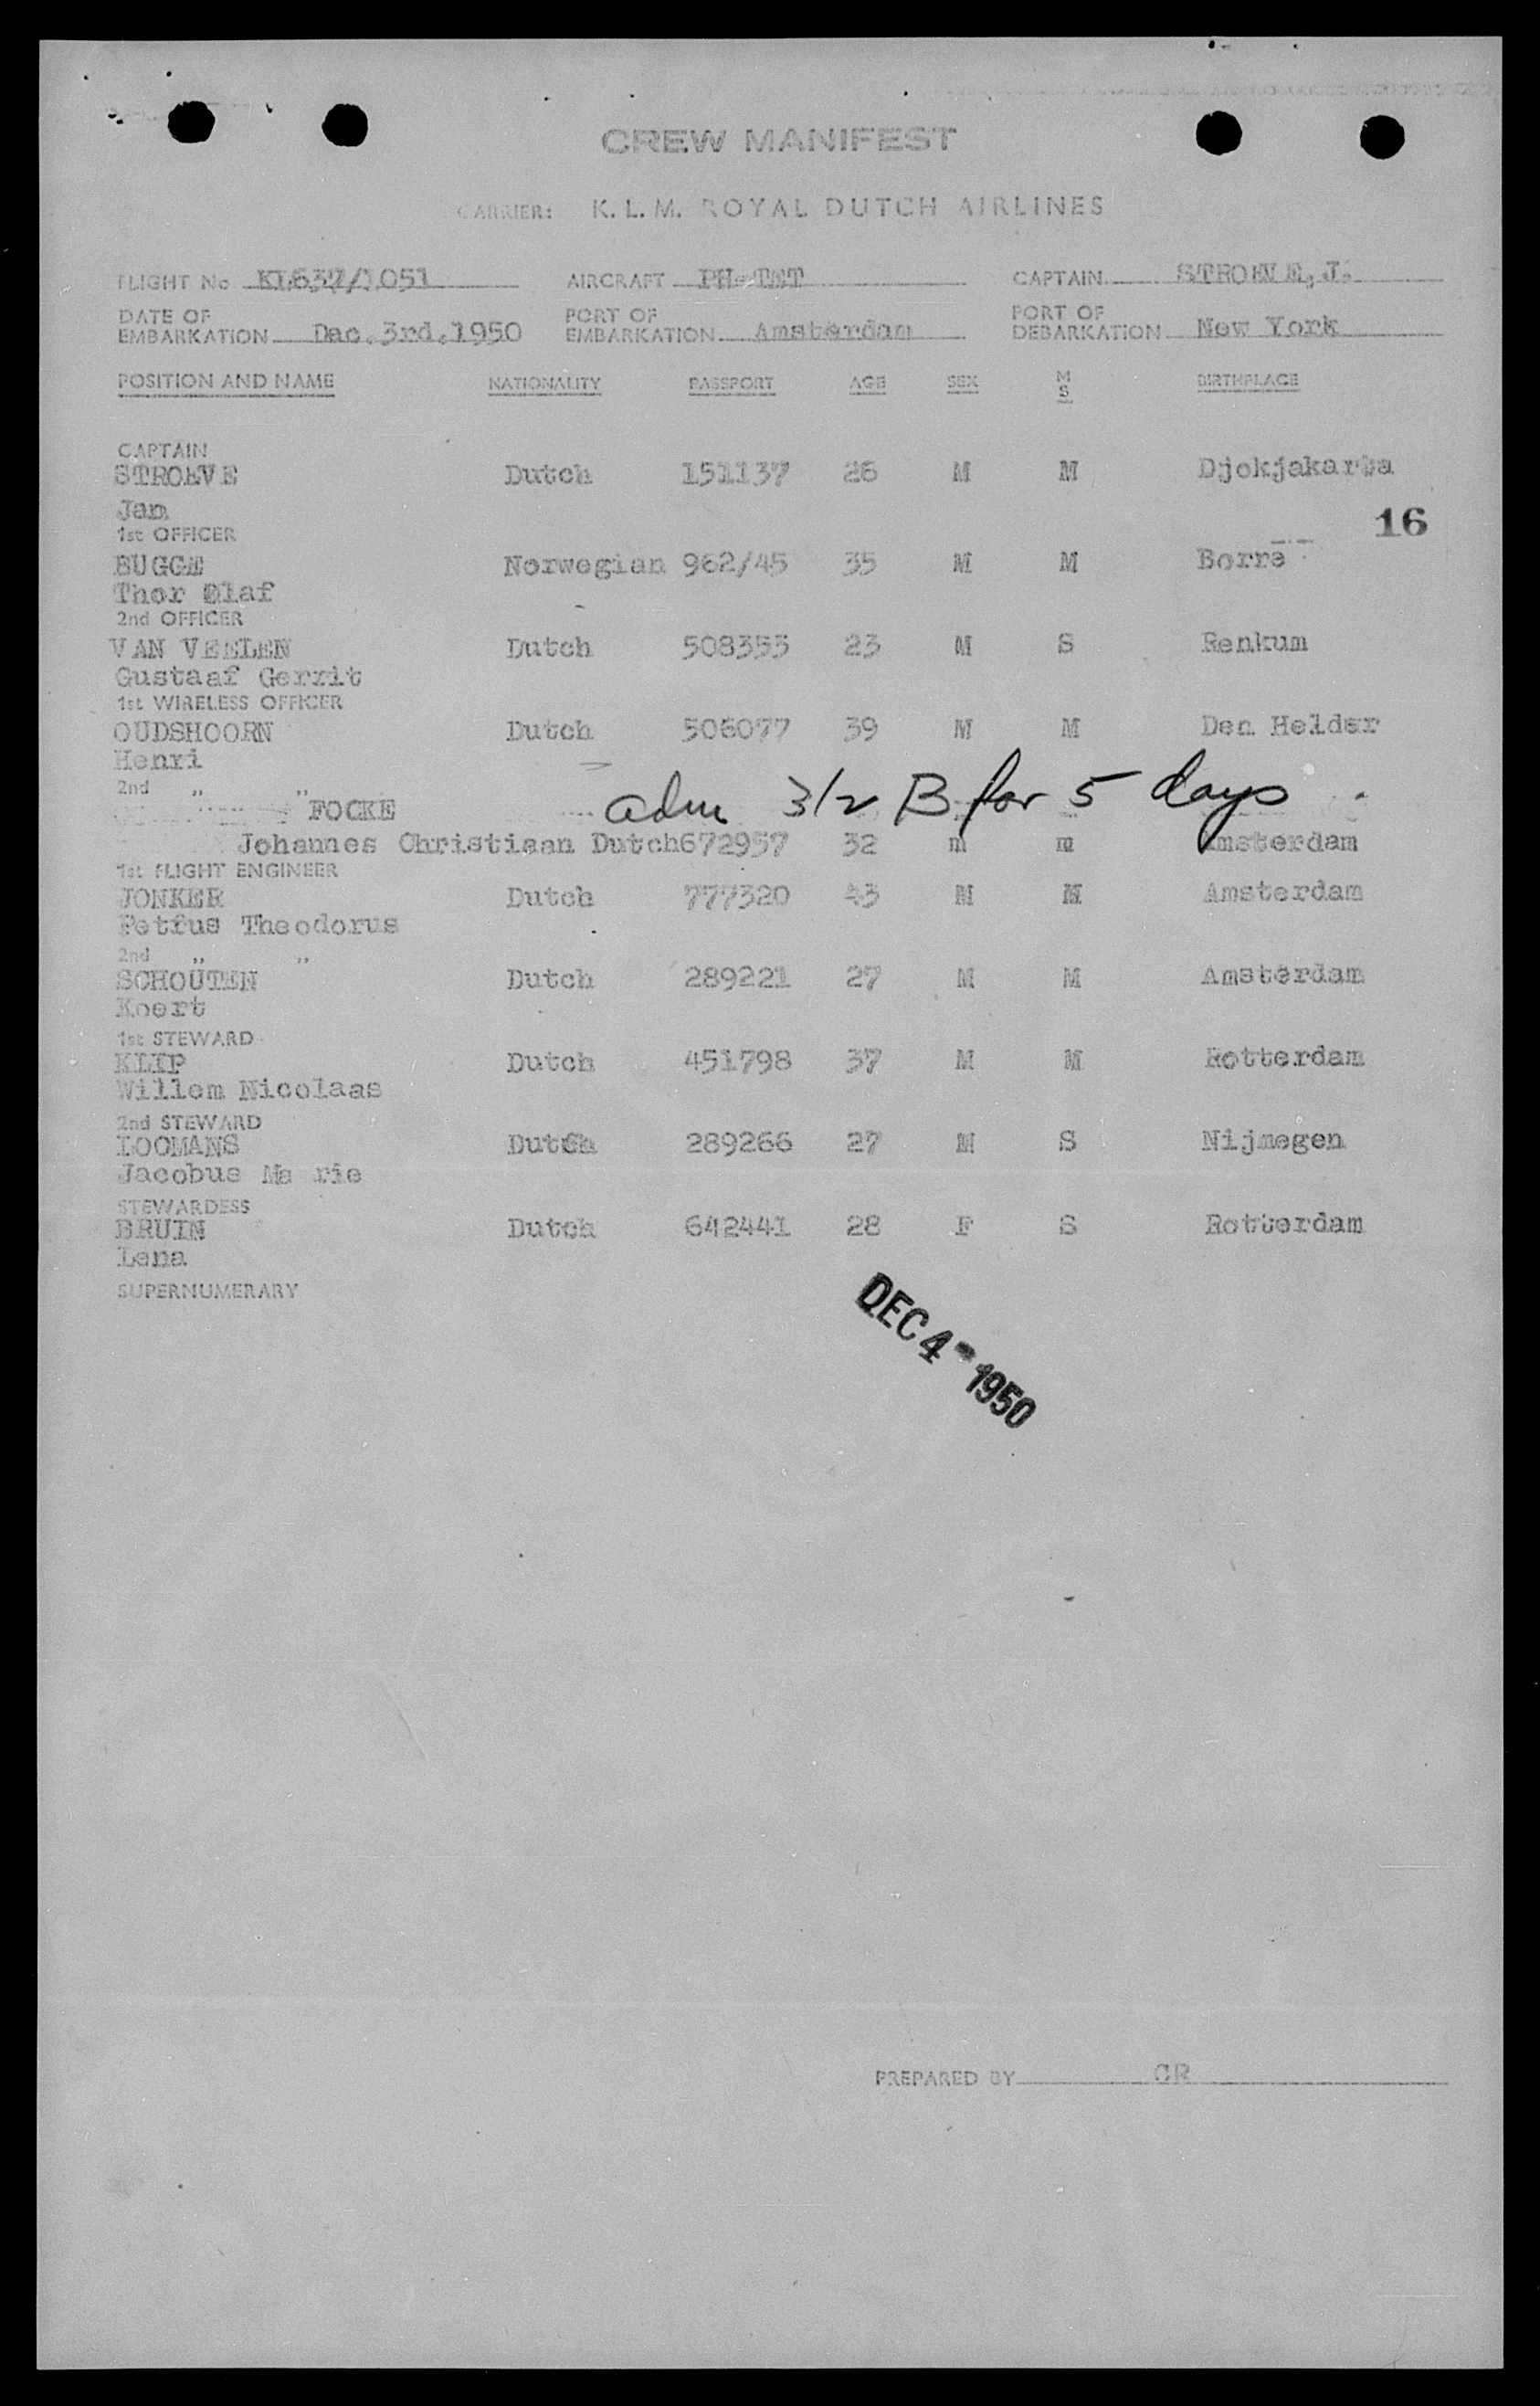 CREW MANIFEST
CARRIER: K. L. M. ROYAL DUTCH AIRLINES
FLIGHT No KL637/1051 AIRCRAFT PH-TET CAPTAIN STROEVE, J.
DATE OF EMBARKATION Dec. 3rd, 1950 PORT OF EMBARKATION Amsterdam PORT OF DEBARKATION New York
POSITION AND NAME NATIONALITY PASSPORT AGE SEX M S BIRTHPLACE
CAPTAIN
STROEVE Dutch 151137 26 M M Djokjakarta
Jan
16
1st OFFICER
BUGGE Norwegian 962/45 35 M M Borre
Thor Olaf
2nd OFFICER
VAN VEELEN Dutch 508353 23 M S Renkum
Gustaaf Gerrit
1st WIRELESS OFFICER
OUDSHOORN Dutch 506077 39 M M Den Helder
Henri
2nd " "
FOCKE adm 3/2 B for 5 days
Johannes Christiaan Dutch672957 32 m m Amsterdam
1st FLIGHT ENGINEER
JONKER Dutch 777320 43 M M Amsterdam
Petrus Theodorus
2nd " "
SCHOUTEN Dutch 289221 27 M M Amsterdam
Koert
1st STEWARD
KLIP Dutch 451798 37 M M Rotterdam
Willem Nicolaas
2nd STEWARD
LOOMANS Dutch 289266 27 M S Nijmegen
Jacobus Ma rie
STEWARDESS
BRUIN Dutch 642441 28 F S Rotterdam
Lena
SUPERNUMERARY
DEC 4 - 1950
PREPARED BY CR